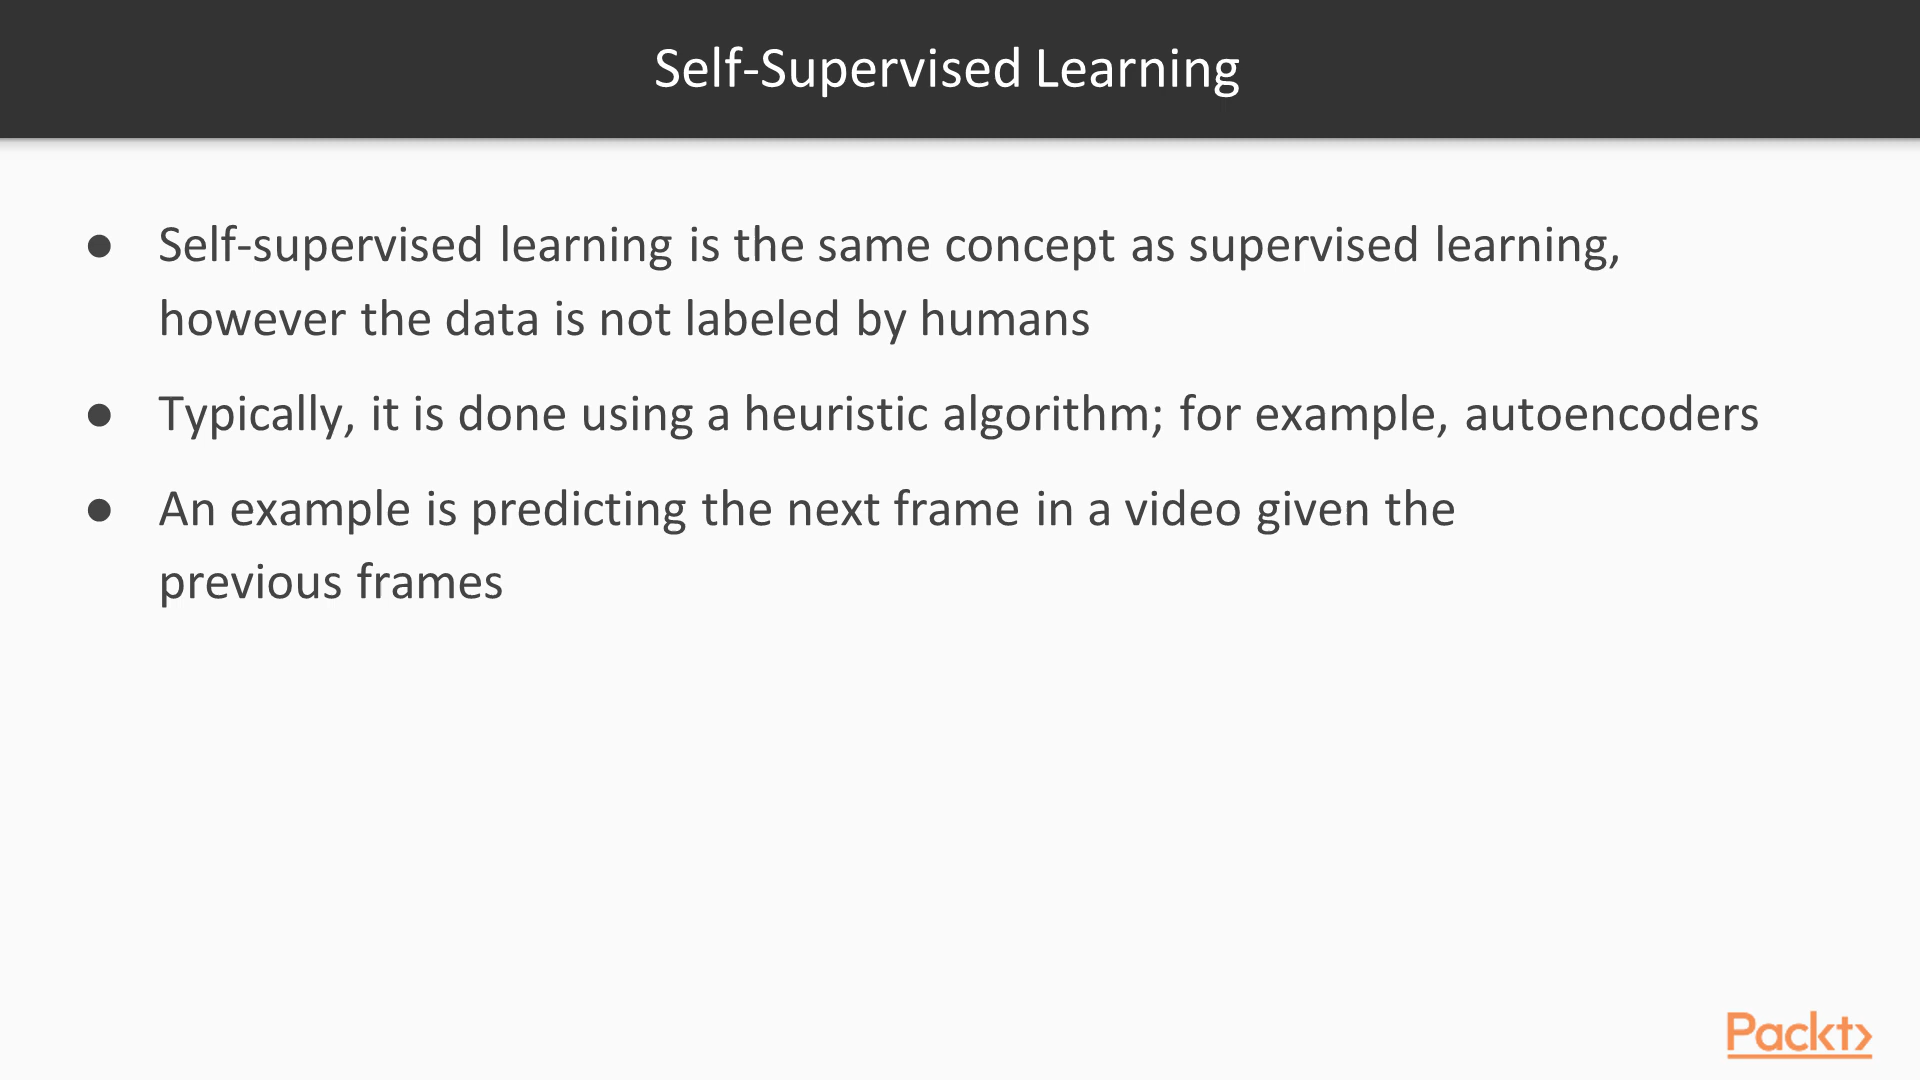 Self-Supervised Learning
● Self-supervised learning is the same concept as supervised learning,
however the data is not labeled by humans
● Typically, it is done using a heuristic algorithm; for example, autoencoders
● An example is predicting the next frame in a video given the
previous frames
Packt>